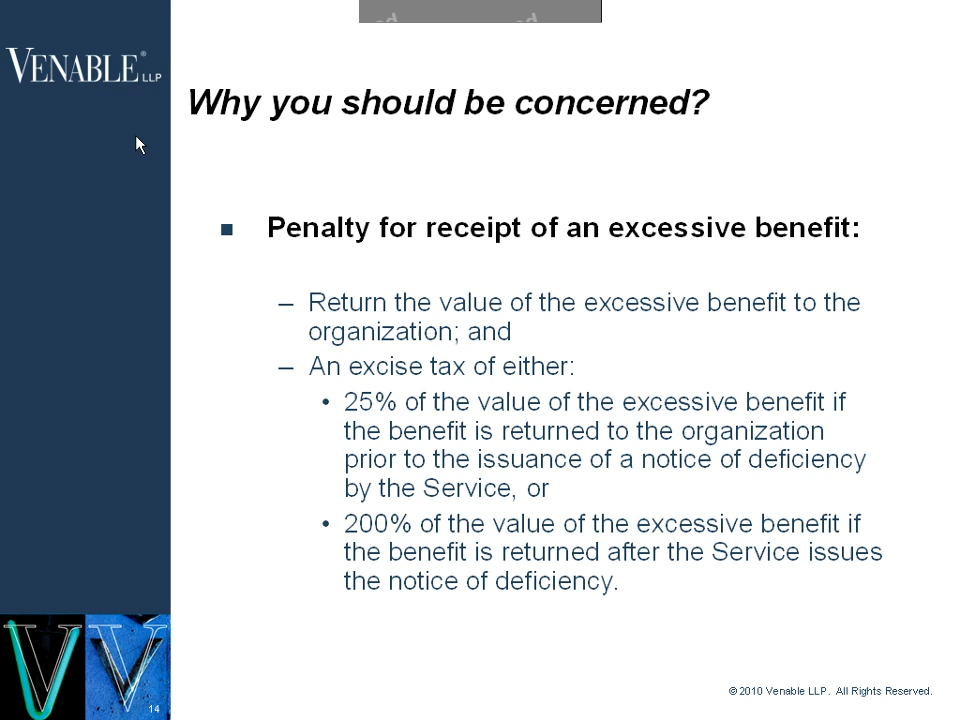 VENABLE® LLP
Why you should be concerned?
■ Penalty for receipt of an excessive benefit:
– Return the value of the excessive benefit to the
organization; and
– An excise tax of either:
• 25% of the value of the excessive benefit if
the benefit is returned to the organization
prior to the issuance of a notice of deficiency
by the Service, or
• 200% of the value of the excessive benefit if
the benefit is returned after the Service issues
the notice of deficiency.
© 2010 Venable LLP. All Rights Reserved.
14